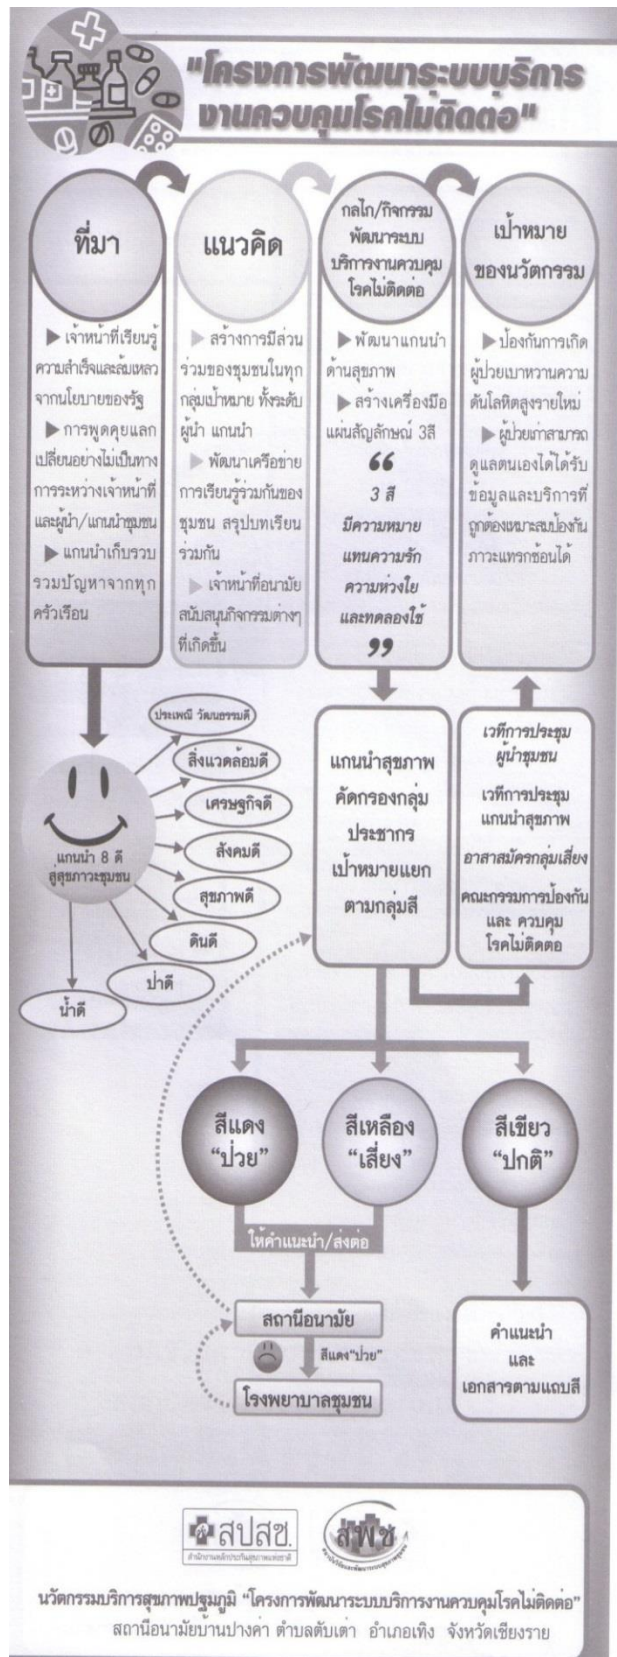 "โครงการพัฒนาระบบบริการ
งานควบคุมโรคไม่ติดต่อ"
ที่มา
▶ เจ้าหน้าที่เรียนรู้
ความสำเร็จและล้มเหลว
จากนโยบายของรัฐ
▶ การพูดคุยแลก
เปลี่ยนอย่างไม่เป็นทาง
การระหว่างเจ้าหน้าที่
และผู้นำ/แกนนำชุมชน
▶ แกนนำเก็บรวบ
รวมปัญหาจากทุก
ครัวเรือน
แนวคิด
▶ สร้างการมีส่วน
ร่วมของชุมชนในทุก
กลุ่มเป้าหมาย ทั้งระดับ
ผู้นำ แกนนำ
▶ พัฒนาเครือข่าย
การเรียนรู้ร่วมกันของ
ชุมชน สรุปบทเรียน
ร่วมกัน
▶ เจ้าหน้าที่อนามัย
สนับสนุนกิจกรรมต่างๆ
ที่เกิดขึ้น
กลไก/กิจกรรม
พัฒนาระบบ
บริการงานควบคุม
โรคไม่ติดต่อ
▶ พัฒนาแกนนำ
ด้านสุขภาพ
▶ สร้างเครื่องมือ
แผ่นสัญลักษณ์ 3สี
“
3 สี
มีความหมาย
แทนความรัก
ความห่วงใย
และทดลองใช้
”
เป้าหมาย
ของนวัตกรรม
▶ ป้องกันการเกิด
ผู้ป่วยเบาหวานความ
ดันโลหิตสูงรายใหม่
▶ ผู้ป่วยเก่าสามารถ
ดูแลตนเองได้ได้รับ
ข้อมูลและบริการที่
ถูกต้องเหมาะสมป้องกัน
ภาวะแทรกซ้อนได้
แกนนำ 8 ดี
สู่สุขภาวะชุมชน
ประเพณี วัฒนธรรมดี
สิ่งแวดล้อมดี
เศรษฐกิจดี
สังคมดี
สุขภาพดี
ดินดี
ป่าดี
น้ำดี
แกนนำสุขภาพ
คัดกรองกลุ่ม
ประชากร
เป้าหมายแยก
ตามกลุ่มสี
เวทีการประชุม
ผู้นำชุมชน
เวทีการประชุม
แกนนำสุขภาพ
อาสาสมัครกลุ่มเสี่ยง
คณะกรรมการป้องกัน
และ ควบคุม
โรคไม่ติดต่อ
สีแดง
“ป่วย”
สีเหลือง
“เสี่ยง”
สีเขียว
“ปกติ”
ให้คำแนะนำ/ส่งต่อ
สถานีอนามัย
สีแดง“ป่วย”
โรงพยาบาลชุมชน
คำแนะนำ
และ
เอกสารตามแถบสี
สปสช.
สำนักงานหลักประกันสุขภาพแห่งชาติ
สพช
นวัตกรรมบริการสุขภาพปฐมภูมิ “โครงการพัฒนาระบบบริการงานควบคุมโรคไม่ติดต่อ”
สถานีอนามัยบ้านปางค่า ตำบลตับเต่า อำเภอเทิง จังหวัดเชียงราย